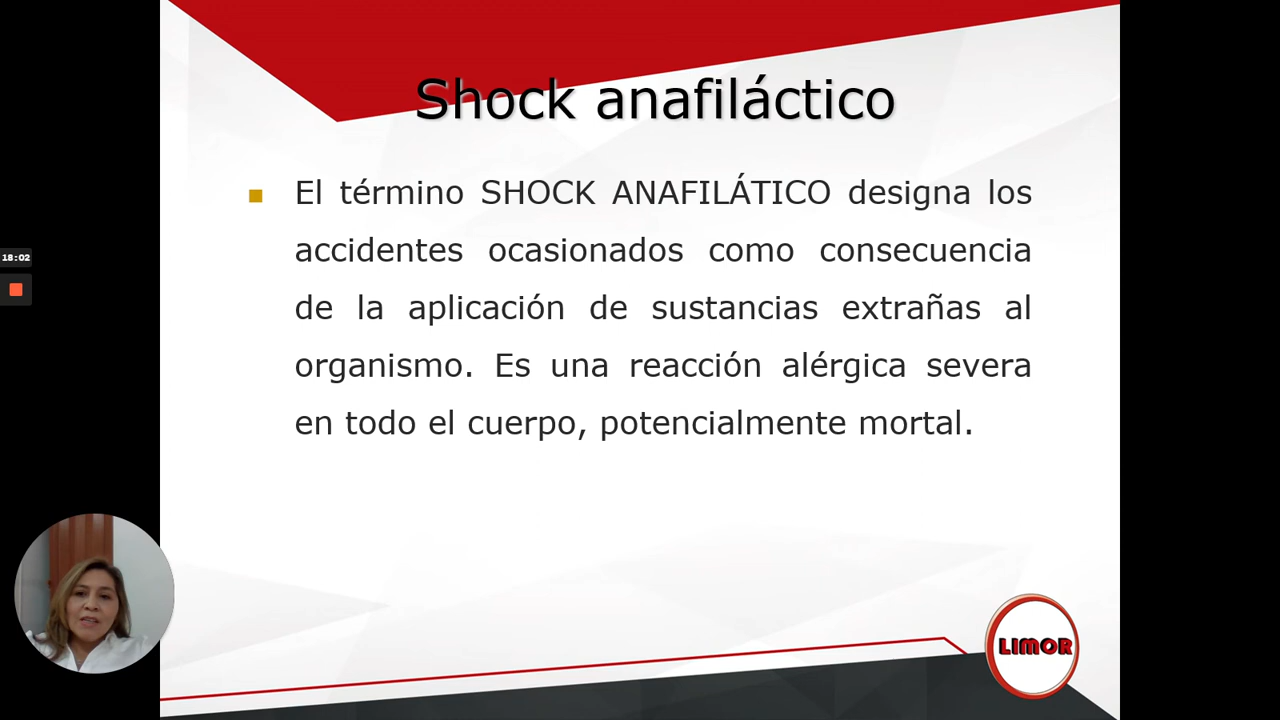 Shock anafiláctico
El término SHOCK ANAFILÁTICO designa los
accidentes ocasionados como consecuencia
de la aplicación de sustancias extrañas al
organismo. Es una reacción alérgica severa
en todo el cuerpo, potencialmente mortal.
18:02
LIMOR